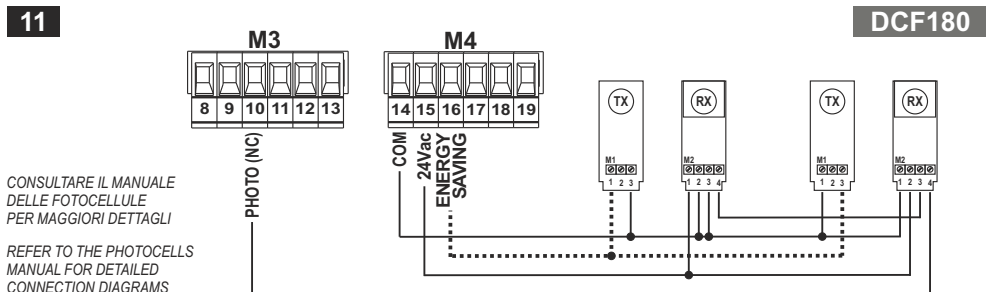 11
DCF180
M3
M4
8 9 10 11 12 13
14 15 16 17 18 19
PHOTO (NC)
COM
24Vac
ENERGY
SAVING
TX
RX
TX
RX
M1
M2
M1
M2
1 2 3
1 2 3 4
1 2 3
1 2 3 4
CONSULTARE IL MANUALE
DELLE FOTOCELLULE
PER MAGGIORI DETTAGLI
REFER TO THE PHOTOCELLS
MANUAL FOR DETAILED
CONNECTION DIAGRAMS